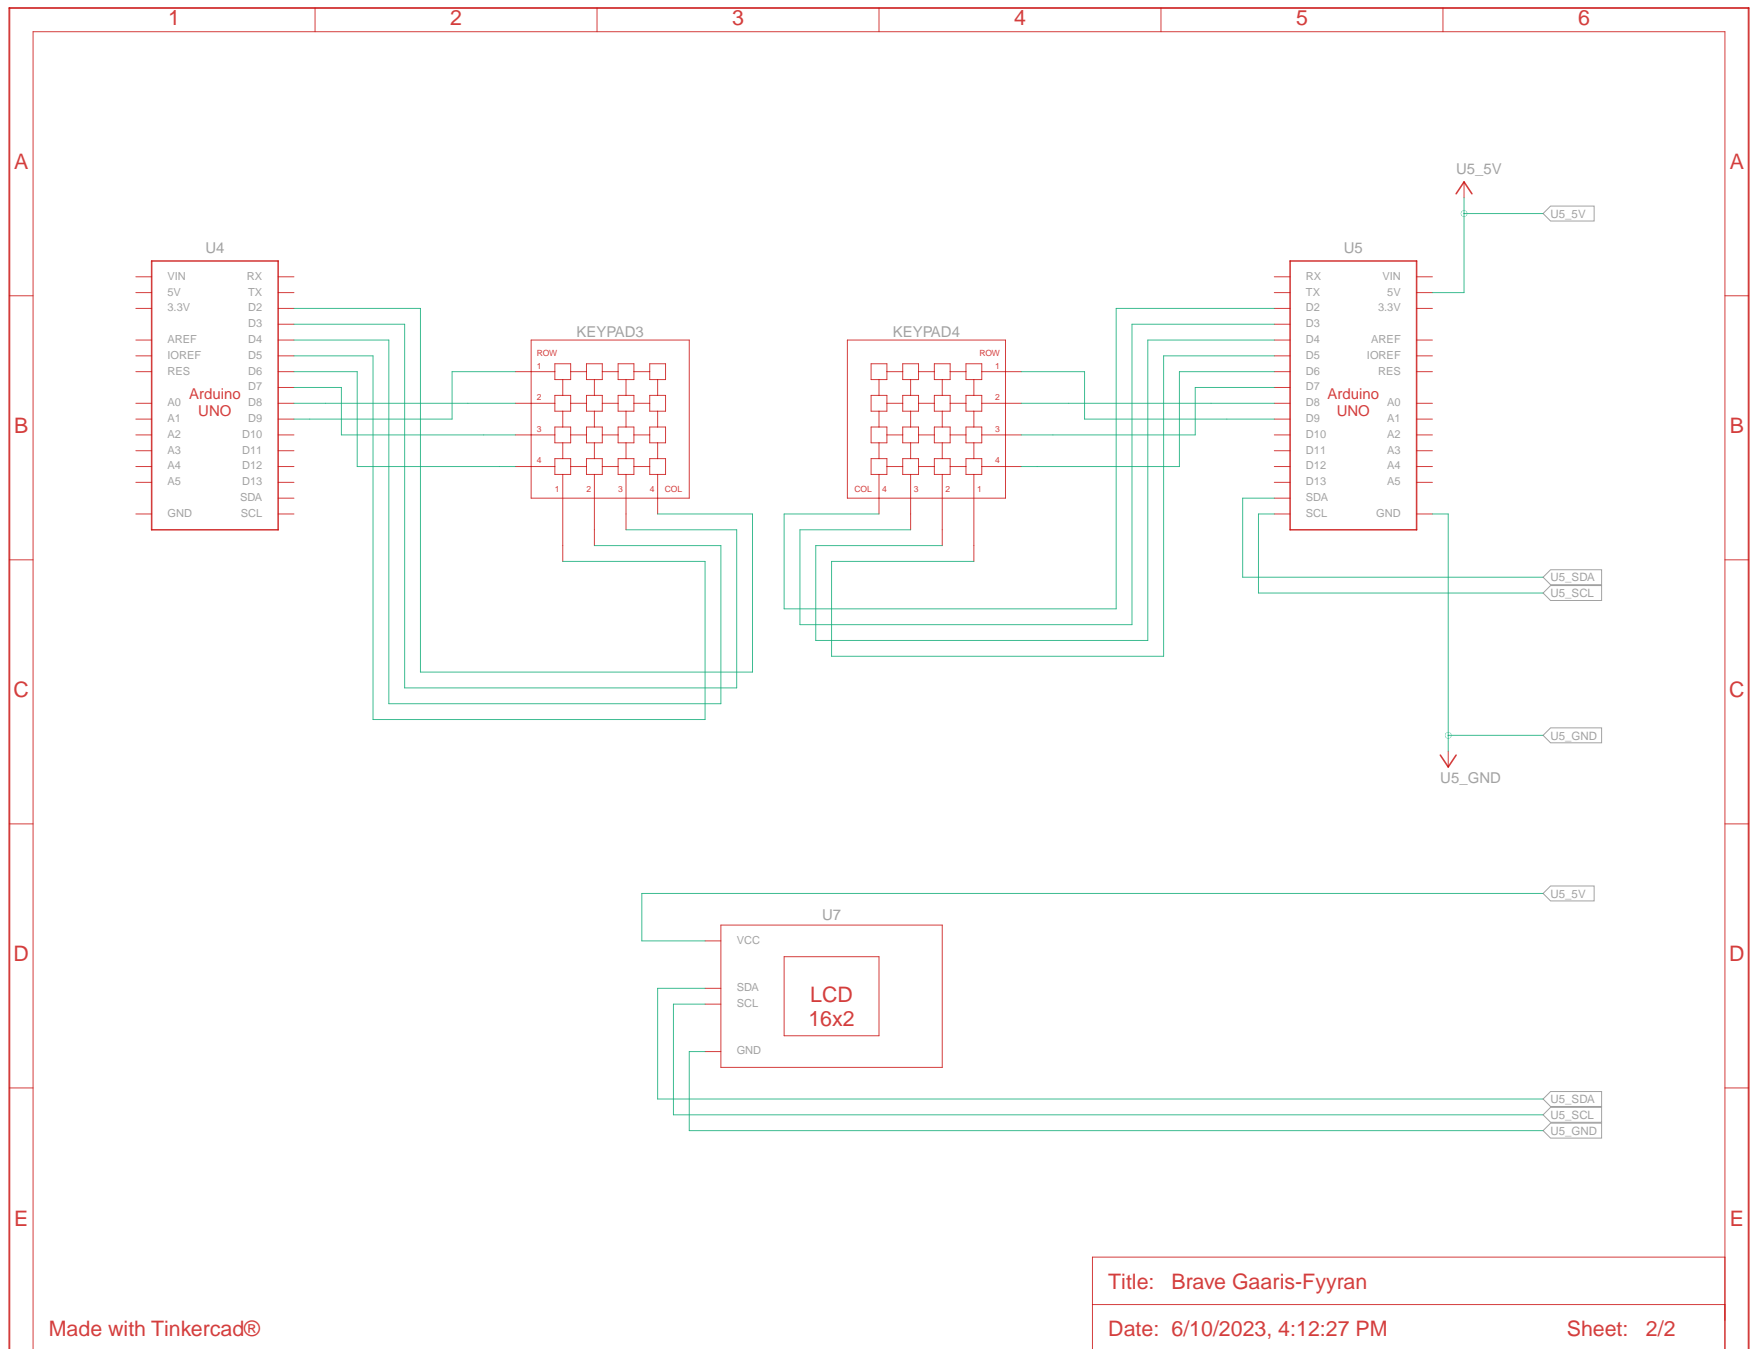 1 2 3 4 5 6
A A
B B
C C
D D
E E
U5_5V
U5_5V
U4
VIN RX
5V TX
3.3V D2
D3
AREF D4
IOREF D5
RES D6
D7
Arduino
UNO
A0 D8
A1 D9
A2 D10
A3 D11
A4 D12
A5 D13
SDA
GND SCL
KEYPAD3
ROW
1
2
3
4
1 2 3 4 COL
KEYPAD4
ROW
1
2
3
4
COL 4 3 2 1
U5
RX VIN
TX 5V
D2 3.3V
D3
D4 AREF
D5 IOREF
D6 RES
D7
Arduino
UNO
D8 A0
D9 A1
D10 A2
D11 A3
D12 A4
D13 A5
SDA
SCL GND
U5_SDA
U5_SCL
U5_GND
U5_GND
U5_5V
U7
VCC
SDA
SCL
GND
LCD
16x2
U5_SDA
U5_SCL
U5_GND
Title: Brave Gaaris-Fyyran
Made with Tinkercad®
Date: 6/10/2023, 4:12:27 PM Sheet: 2/2